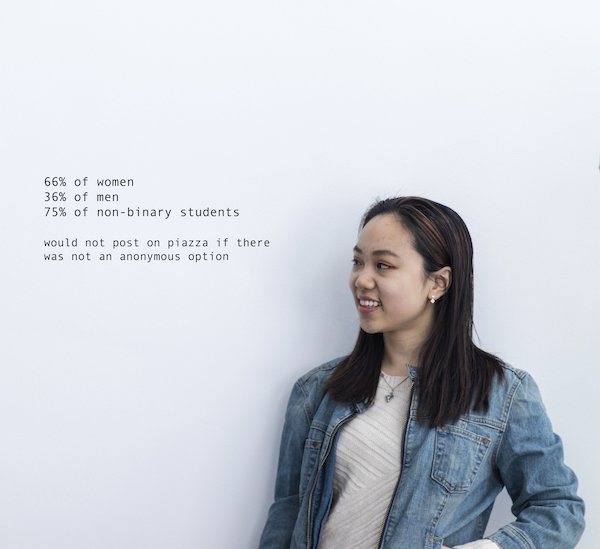 66% of women
36% of men
75% of non-binary students
would not post on piazza if there
was not an anonymous option